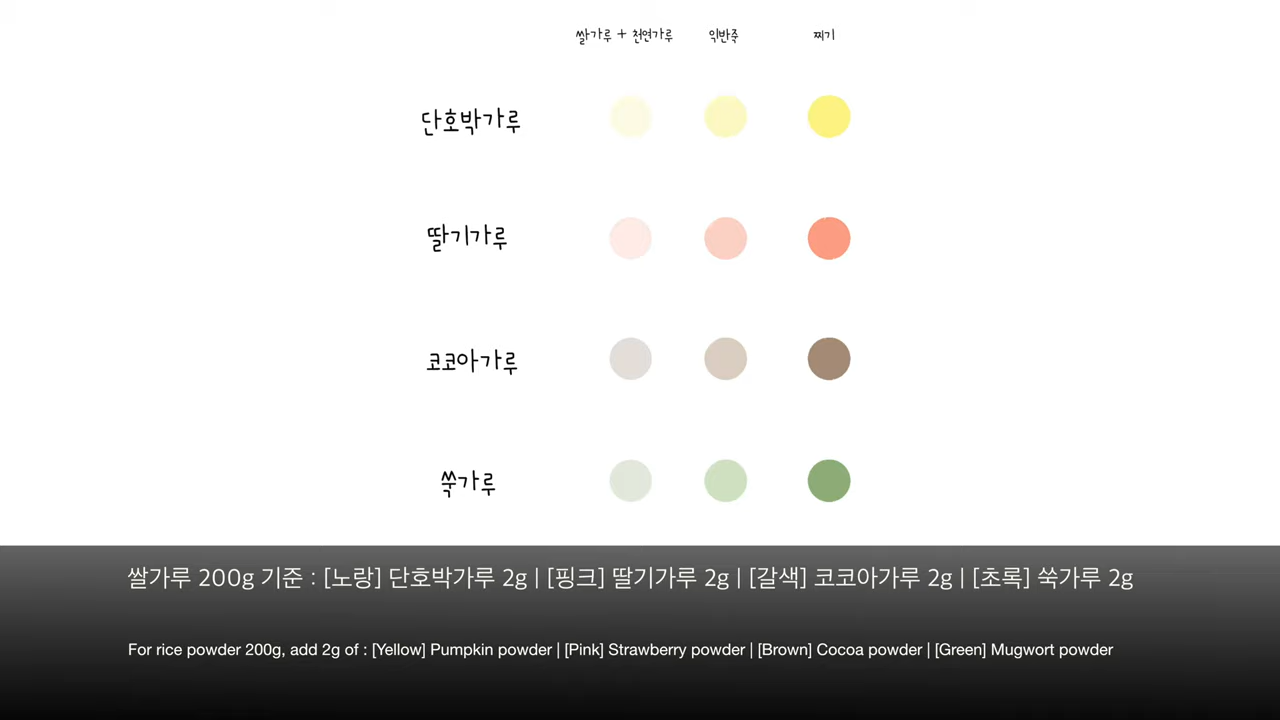 쌀가루 + 천연가루 익반죽 찌기
단호박가루
딸기가루
코코아가루
쑥가루
쌀가루 200g 기준 : [노랑] 단호박가루 2g | [핑크] 딸기가루 2g | [갈색] 코코아가루 2g | [초록] 쑥가루 2g
For rice powder 200g, add 2g of : [Yellow] Pumpkin powder | [Pink] Strawberry powder | [Brown] Cocoa powder | [Green] Mugwort powder